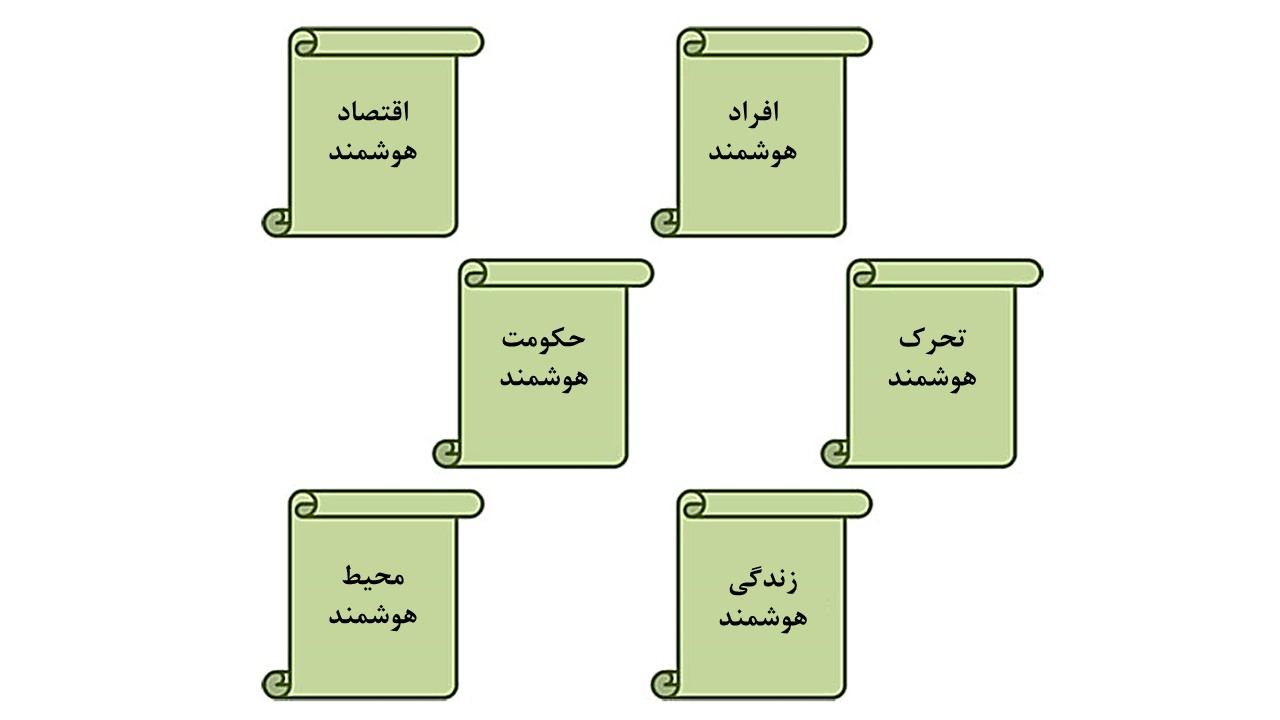 افراد
هوشمند
اقتصاد
هوشمند
تحرک
هوشمند
حکومت
هوشمند
زندگی
هوشمند
محیط
هوشمند